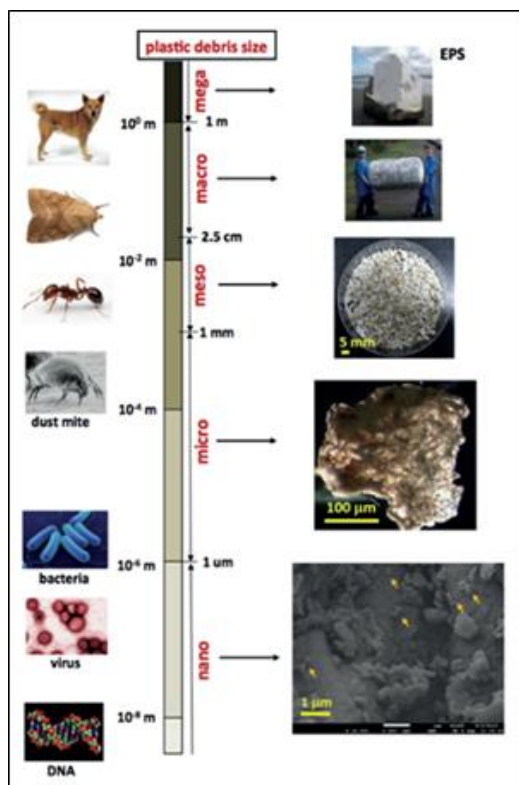 plastic debris size
EPS
mega
10⁰ m
1 m
macro
2.5 cm
10⁻² m
meso
5 mm
1 mm
dust mite
10⁻⁴ m
micro
100 µm
bacteria
10⁻⁶ m
1 um
virus
nano
1 µm
10⁻⁸ m
DNA